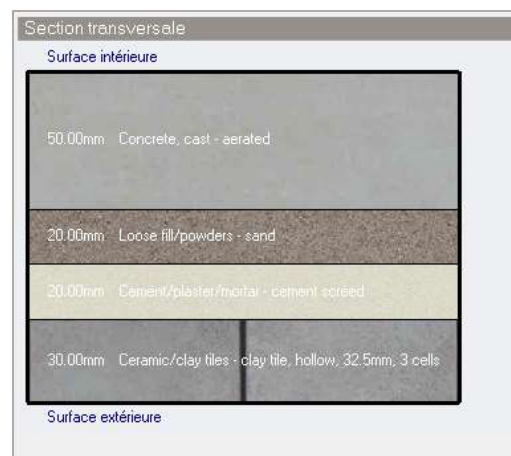 Section transversale
Surface intérieure
50.00mm Concrete, cast - aerated
20.00mm Loose fill/powders - sand
20.00mm Cement/plaster/mortar - cement screed
30.00mm Ceramic/clay tiles - clay tile, hollow, 32.5mm, 3 cells
Surface extérieure